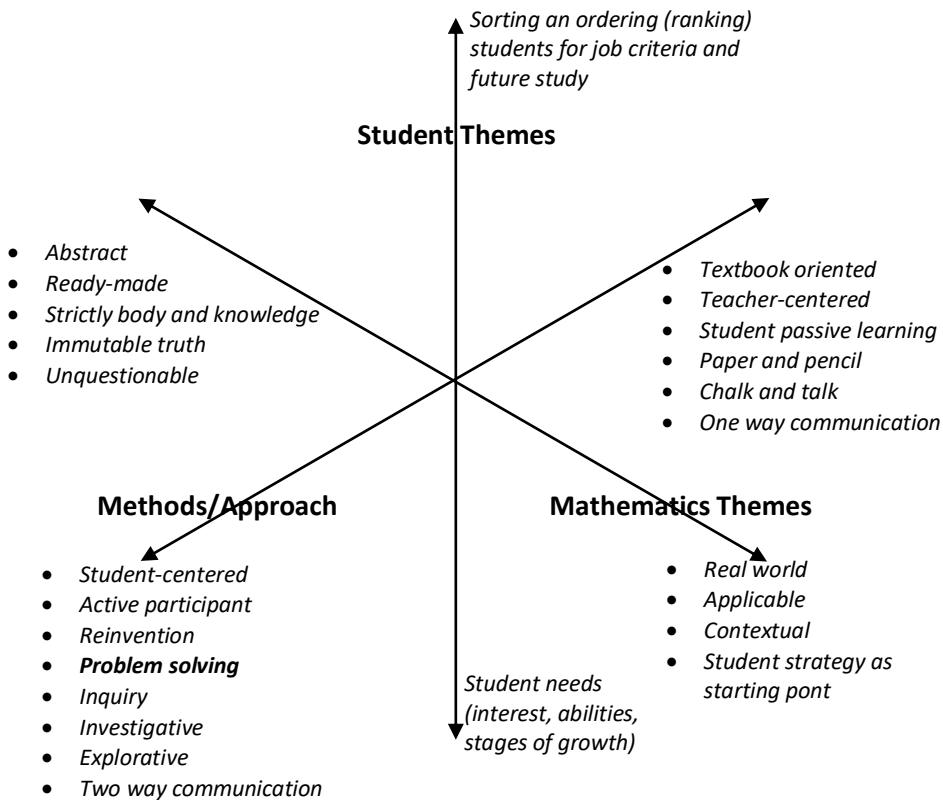 Sorting an ordering (ranking)
students for job criteria and
future study
Student Themes
• Abstract
• Ready-made
• Strictly body and knowledge
• Immutable truth
• Unquestionable
• Textbook oriented
• Teacher-centered
• Student passive learning
• Paper and pencil
• Chalk and talk
• One way communication
Methods/Approach
Mathematics Themes
• Student-centered
• Active participant
• Reinvention
• Problem solving
• Inquiry
• Investigative
• Explorative
• Two way communication
Student needs
(interest, abilities,
stages of growth)
• Real world
• Applicable
• Contextual
• Student strategy as
starting pont